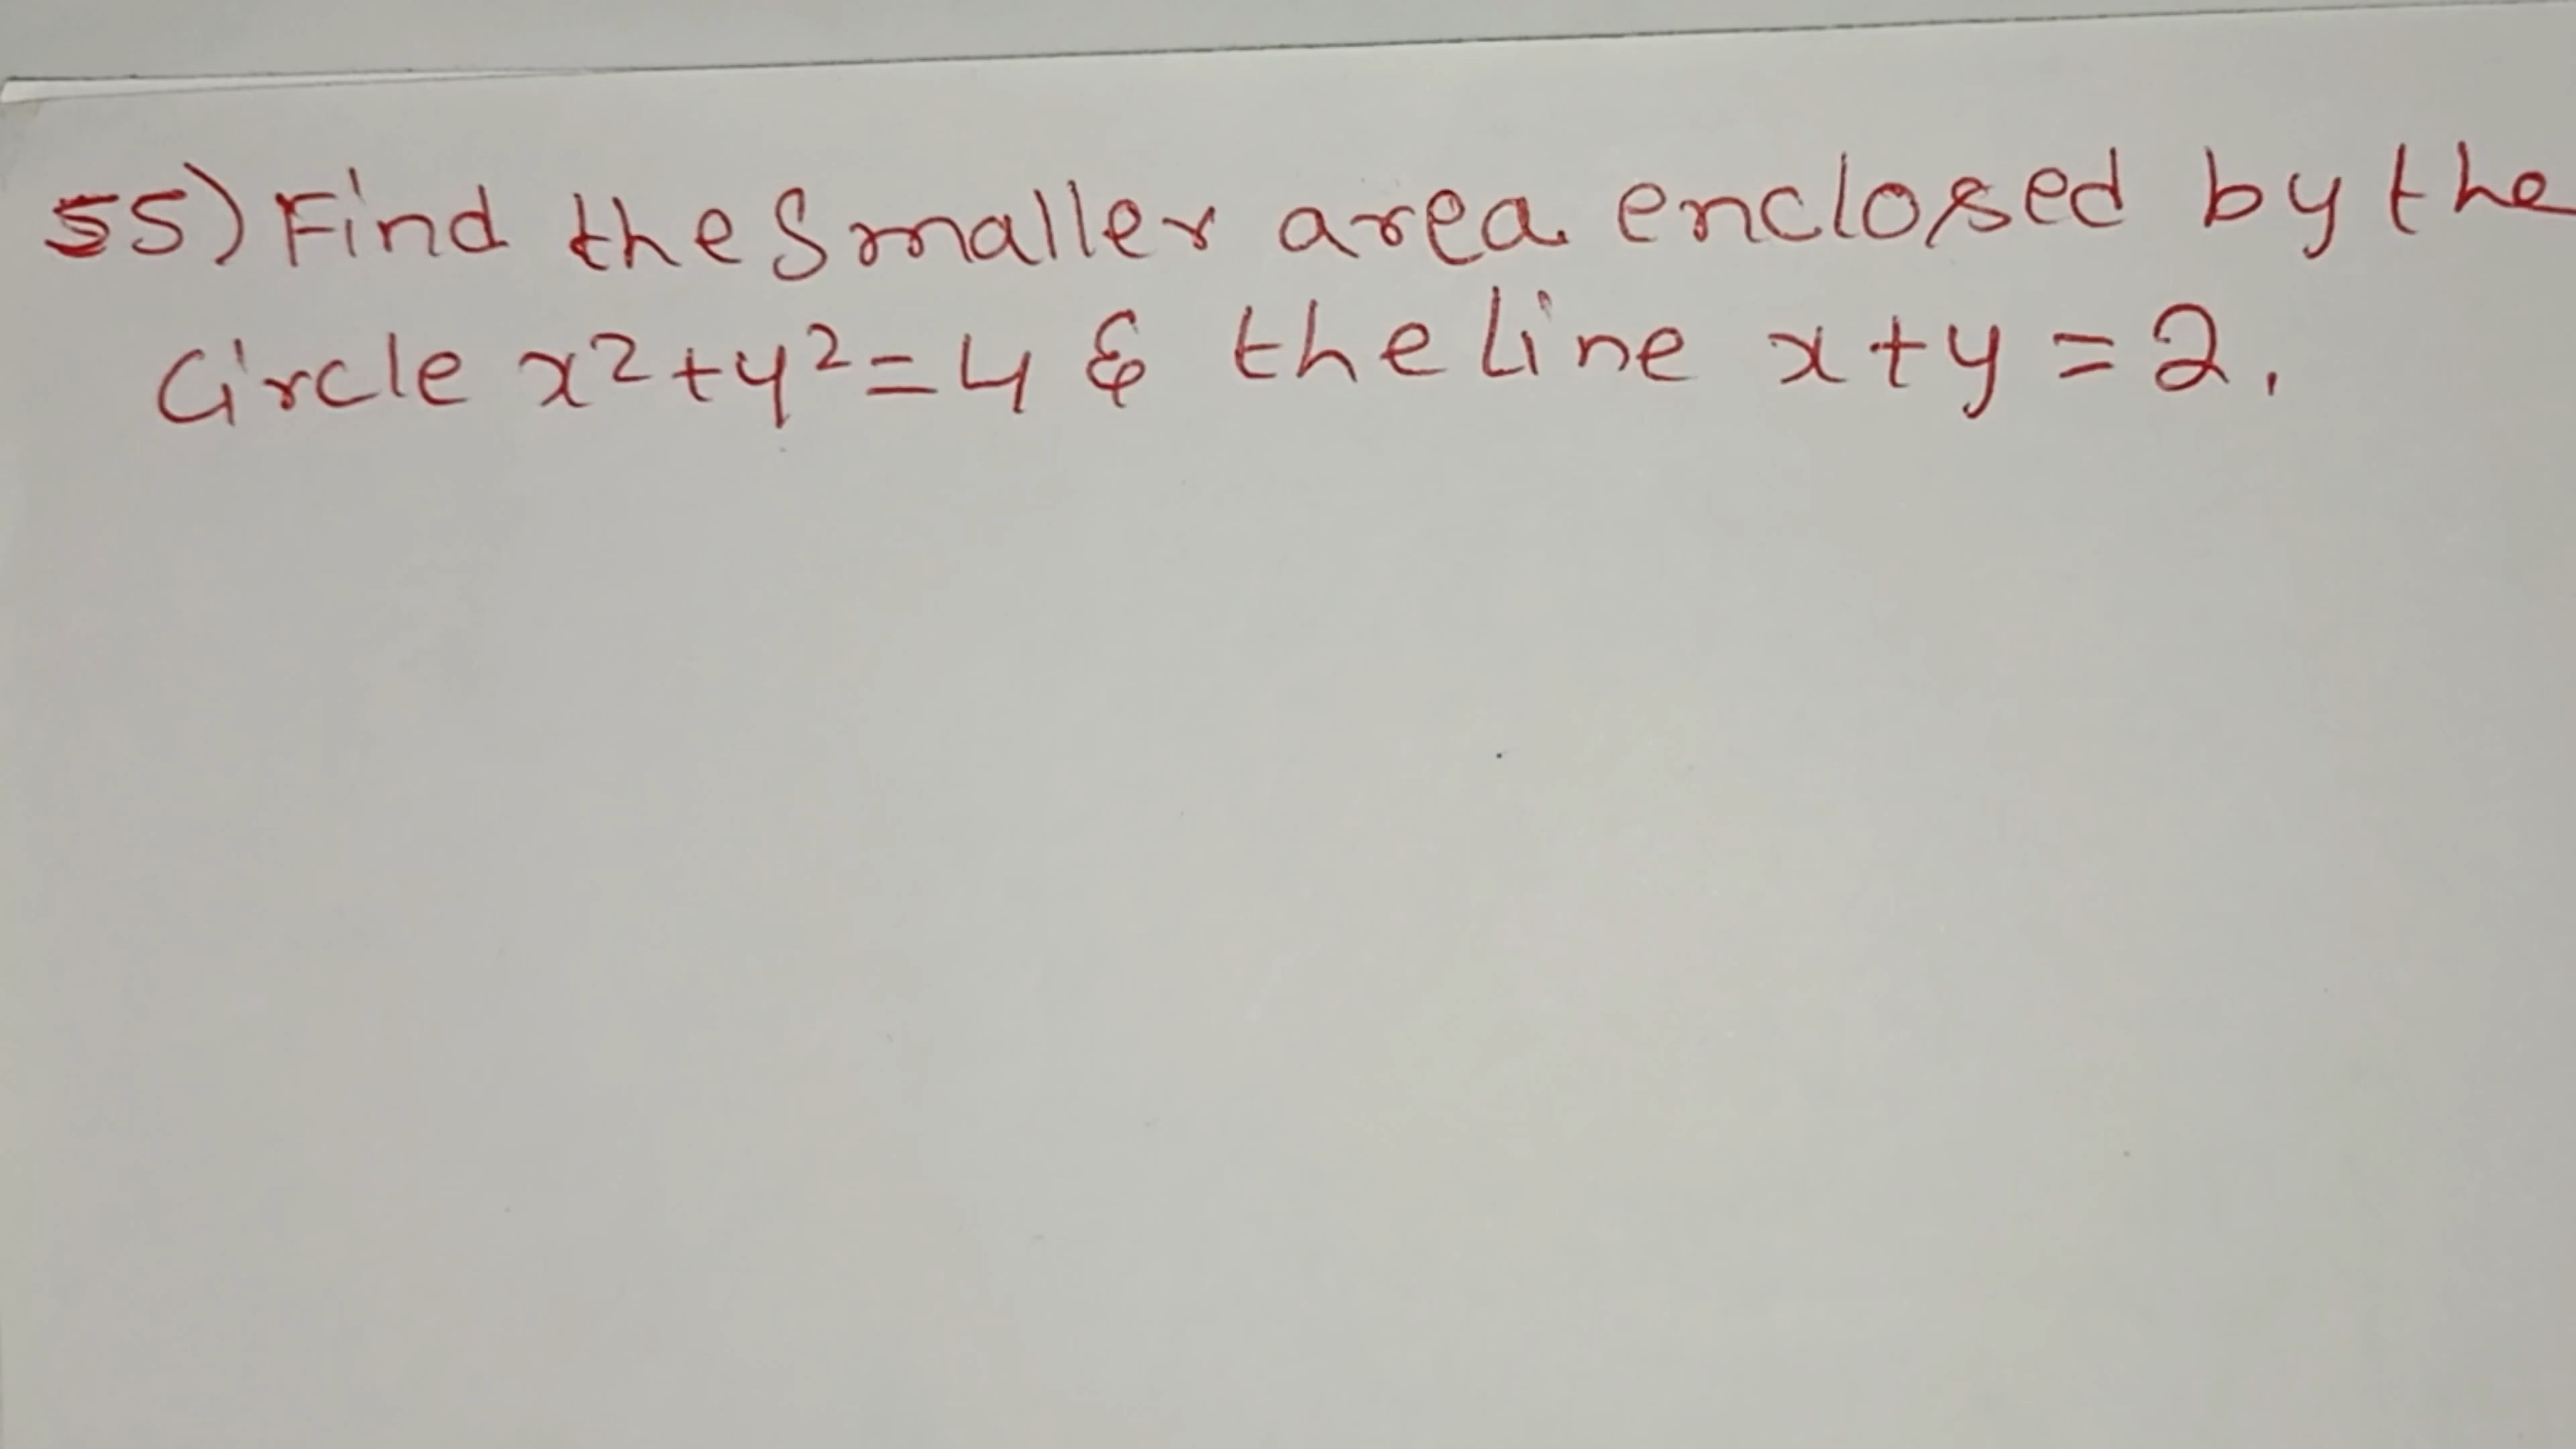 55) Find the Smaller area enclosed by the
Circle x²+y²=4 & the line x+y=2.